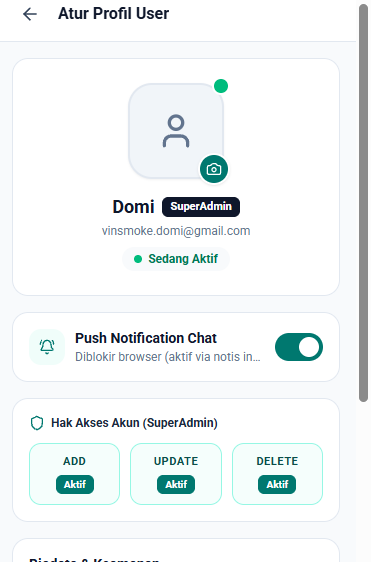 Atur Profil User
Domi SuperAdmin
vinsmoke.domi@gmail.com
Sedang Aktif
Push Notification Chat
Diblokir browser (aktif via notis in...
Hak Akses Akun (SuperAdmin)
ADD UPDATE DELETE
Aktif Aktif Aktif